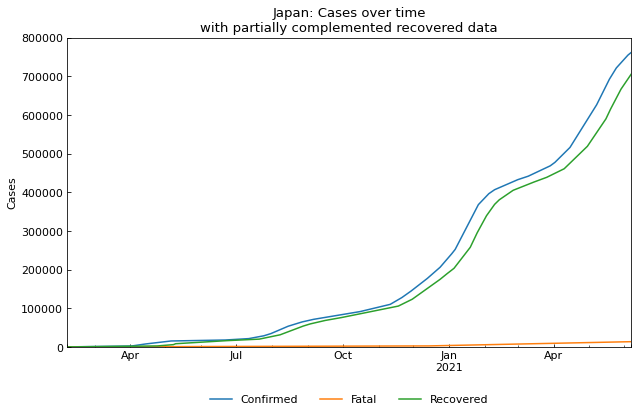 Japan: Cases over time
with partially complemented recovered data
800000
700000
600000
500000
400000
300000
200000
100000
0
Cases
Apr Jul Oct Jan Apr
2021
Confirmed Fatal Recovered